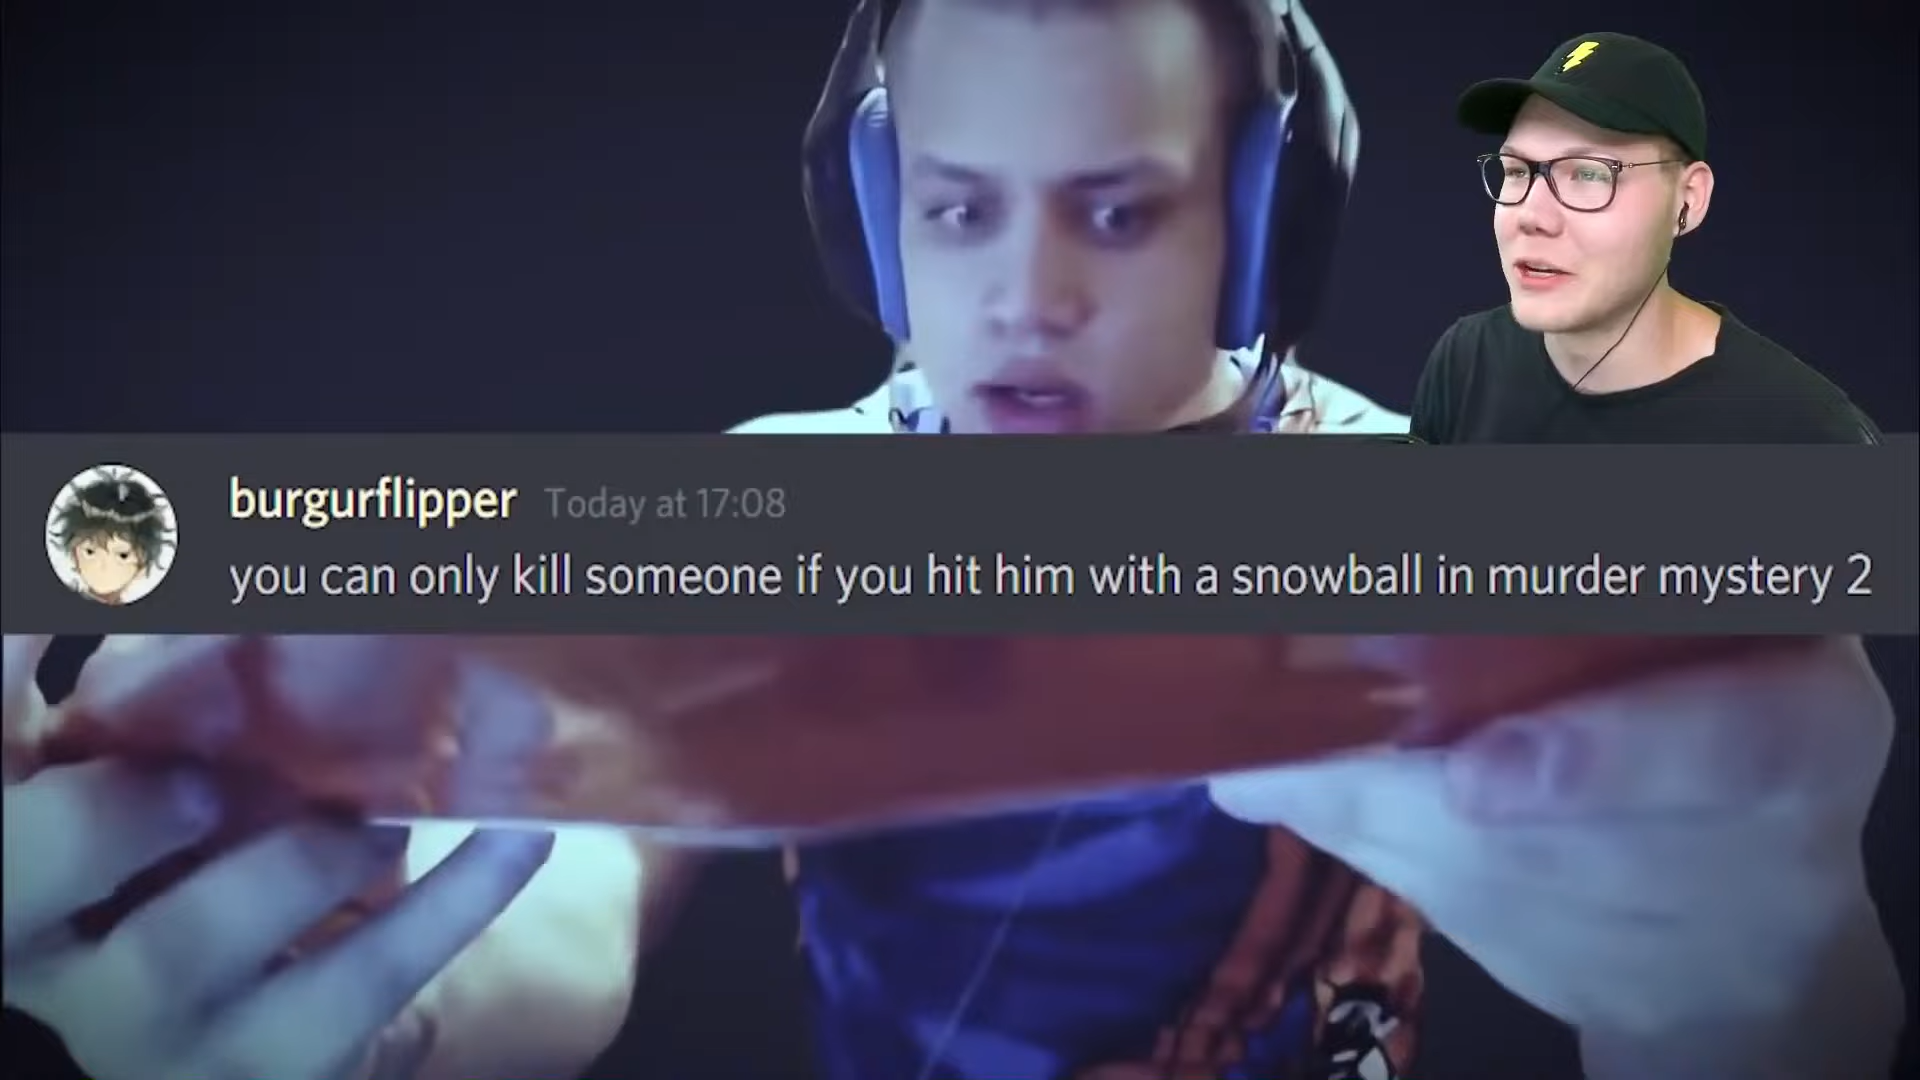 burgurflipper Today at 17:08
you can only kill someone if you hit him with a snowball in murder mystery 2